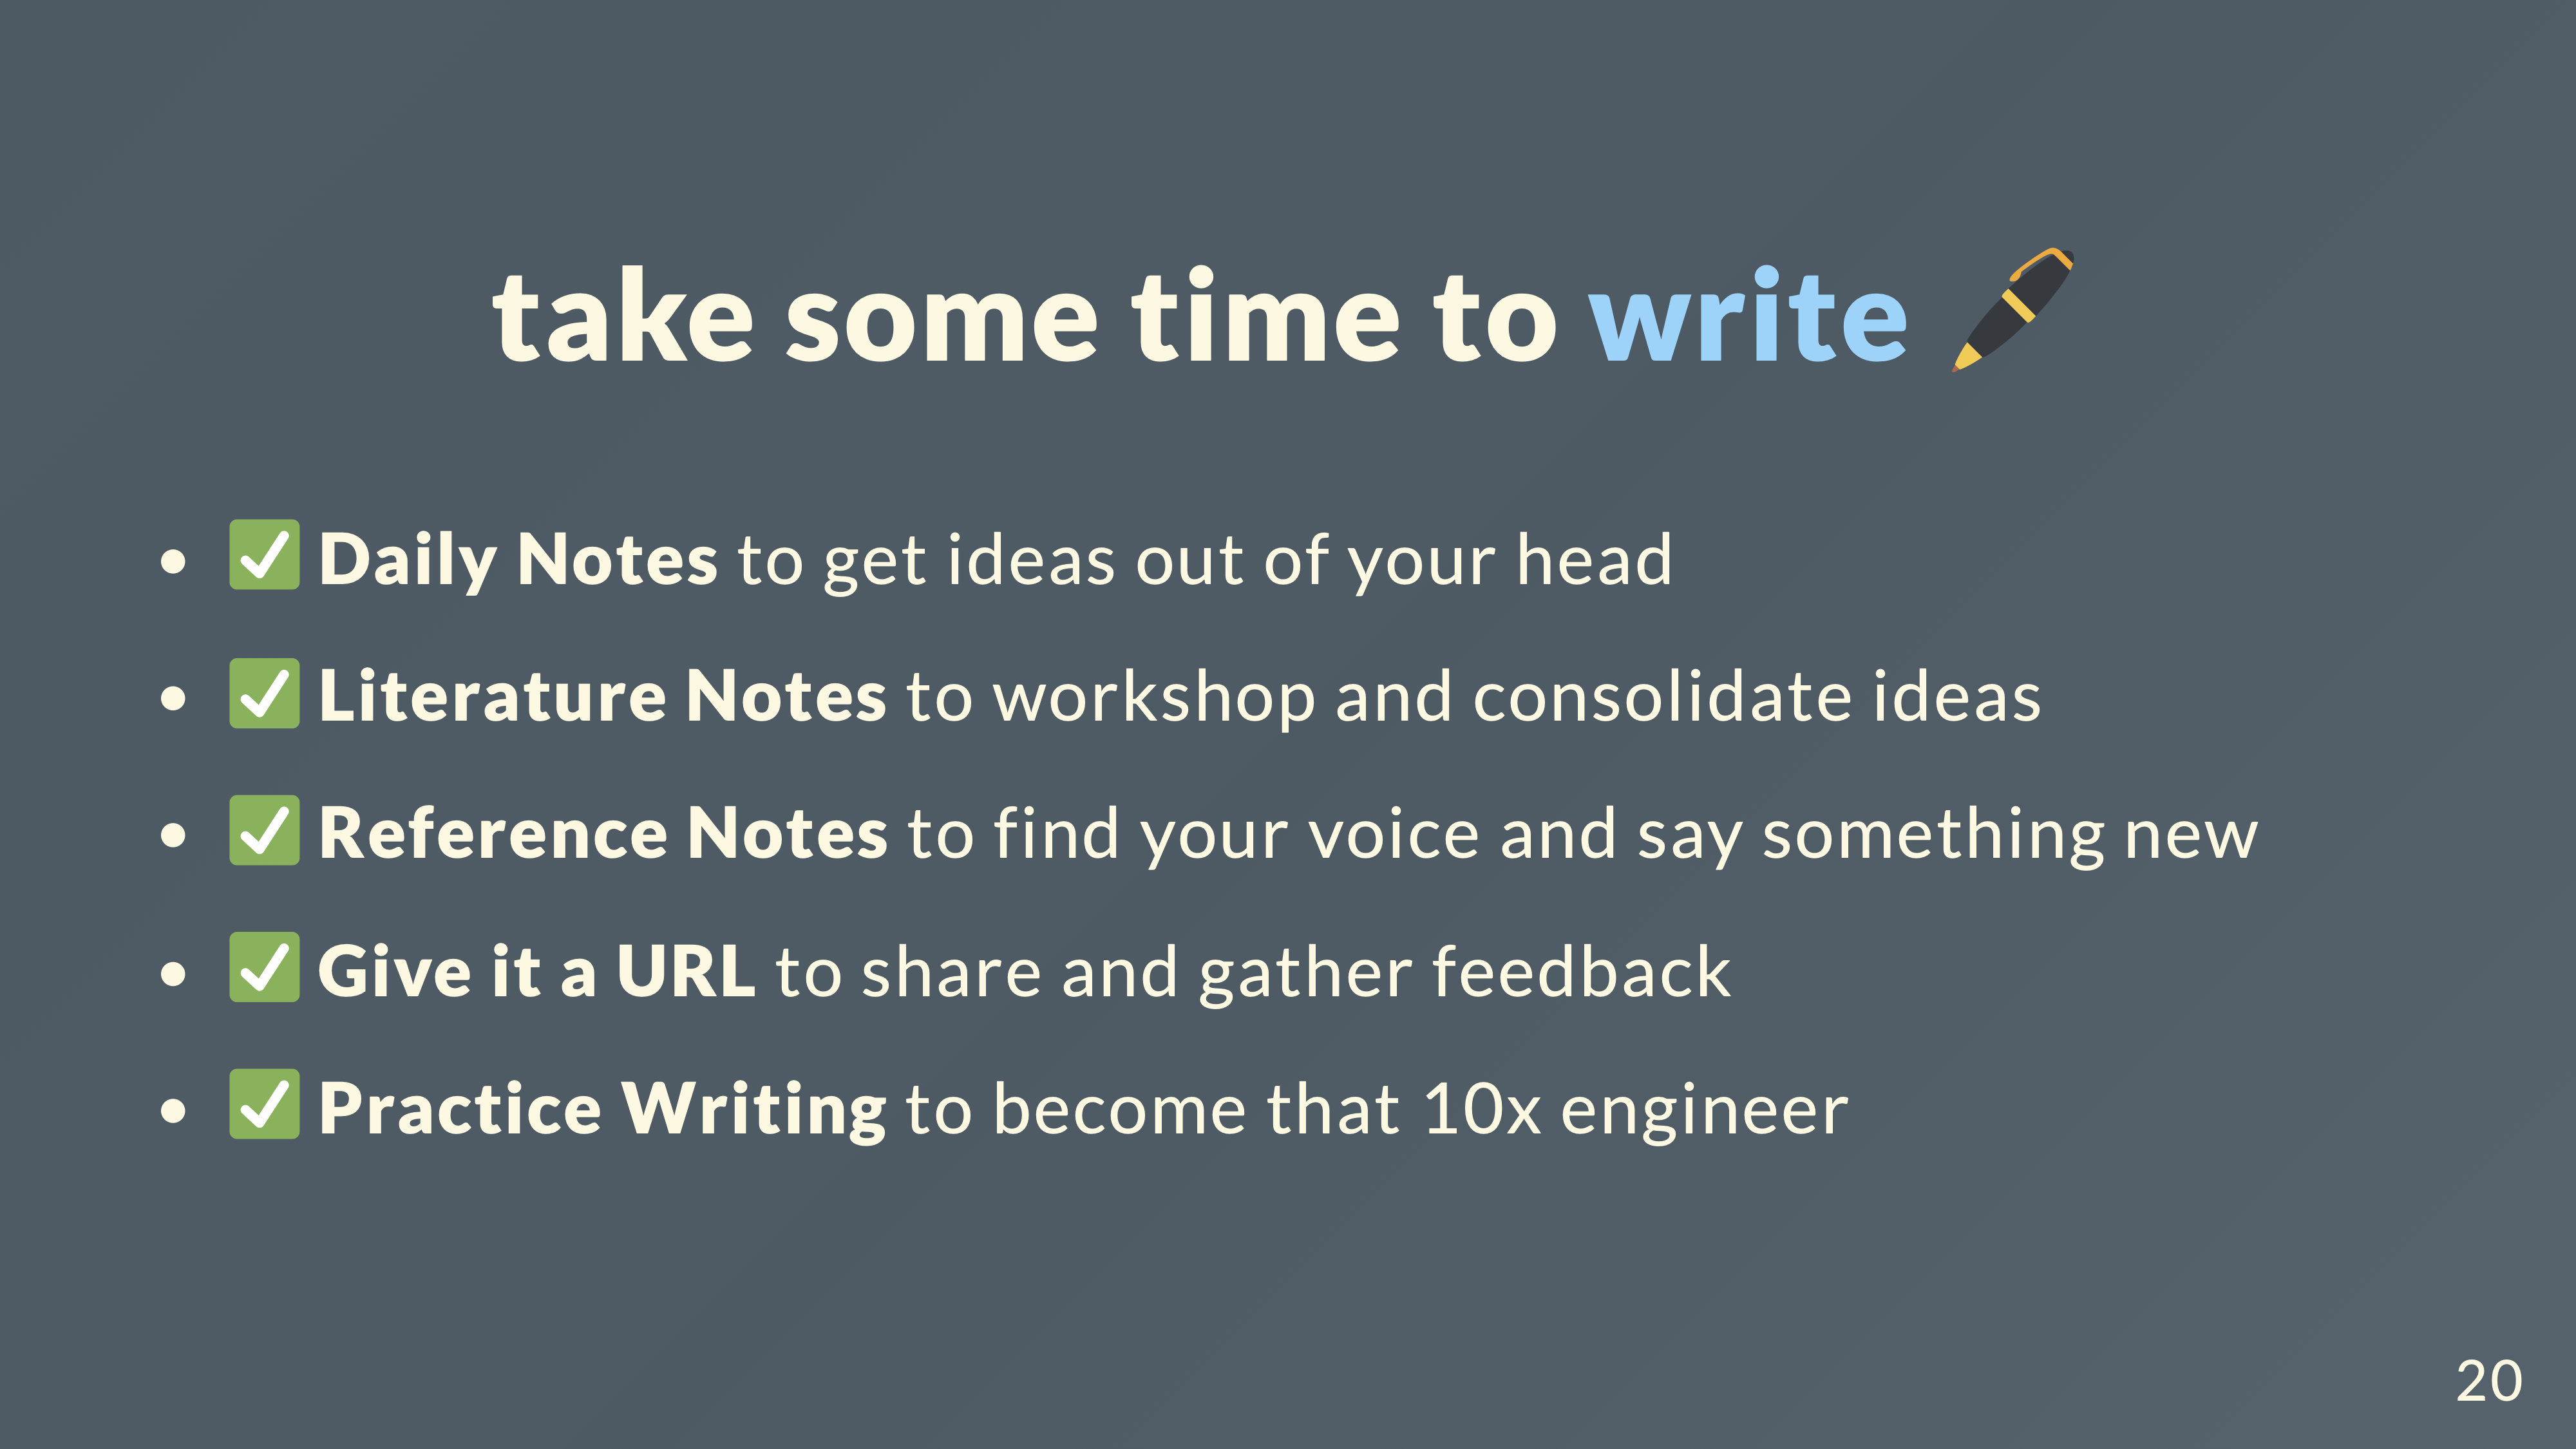 take some time to write 🖊️
• ✅ Daily Notes to get ideas out of your head
• ✅ Literature Notes to workshop and consolidate ideas
• ✅ Reference Notes to find your voice and say something new
• ✅ Give it a URL to share and gather feedback
• ✅ Practice Writing to become that 10x engineer
20